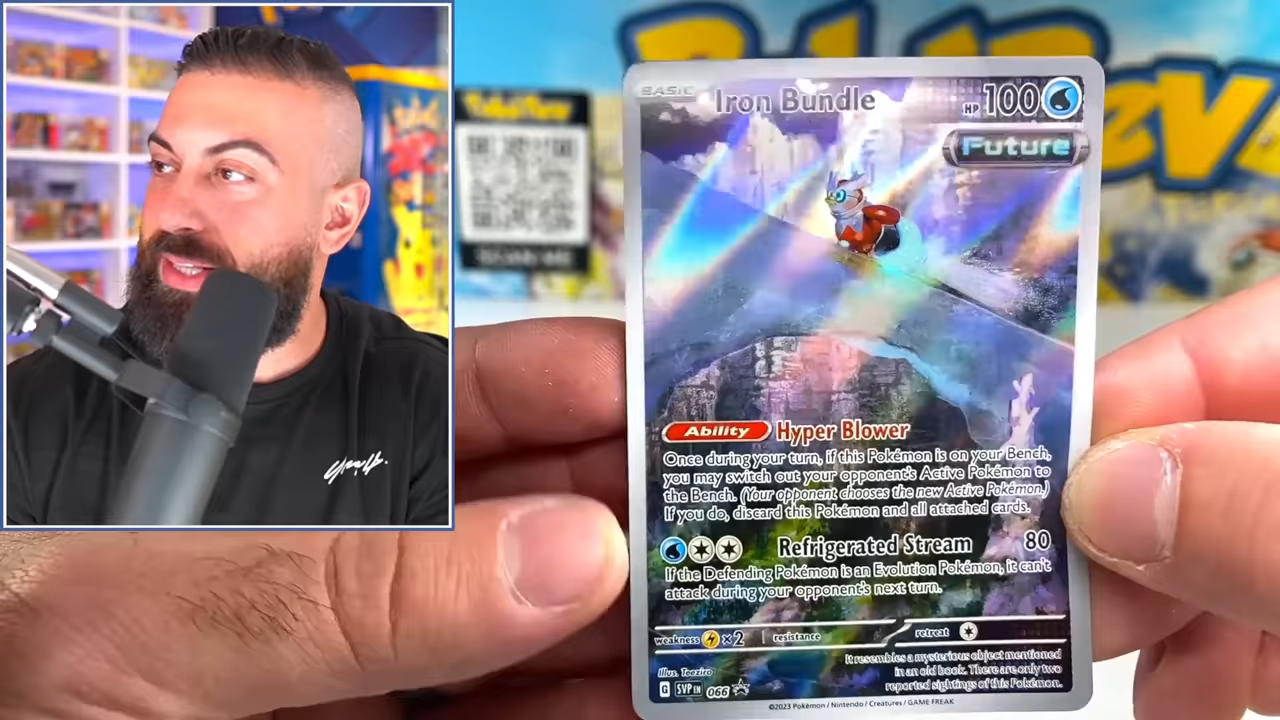 SCAN ME
BASIC Iron Bundle HP 100
Future
Ability Hyper Blower
Once during your turn, if this Pokémon is on your Bench,
you may switch out your opponent's Active Pokémon to
the Bench. (Your opponent chooses the new Active Pokémon.)
If you do, discard this Pokémon and all attached cards.
Refrigerated Stream 80
If the Defending Pokémon is an Evolution Pokémon, it can't
attack during your opponent's next turn.
weakness ×2 resistance retreat
It resembles a mysterious object mentioned
in an old book. There are only two
reported sightings of this Pokémon.
Illus. Teeziro
G SVP EN 066
©2023 Pokémon / Nintendo / Creatures / GAME FREAK